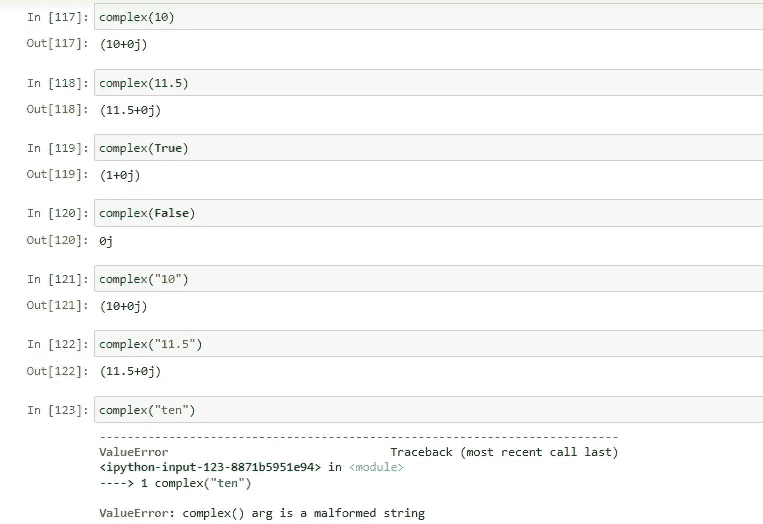 In [117]: complex(10)
Out[117]: (10+0j)
In [118]: complex(11.5)
Out[118]: (11.5+0j)
In [119]: complex(True)
Out[119]: (1+0j)
In [120]: complex(False)
Out[120]: 0j
In [121]: complex("10")
Out[121]: (10+0j)
In [122]: complex("11.5")
Out[122]: (11.5+0j)
In [123]: complex("ten")
---------------------------------------------------------------------------
ValueError Traceback (most recent call last)
<ipython-input-123-8871b5951e94> in <module>
----> 1 complex("ten")
ValueError: complex() arg is a malformed string